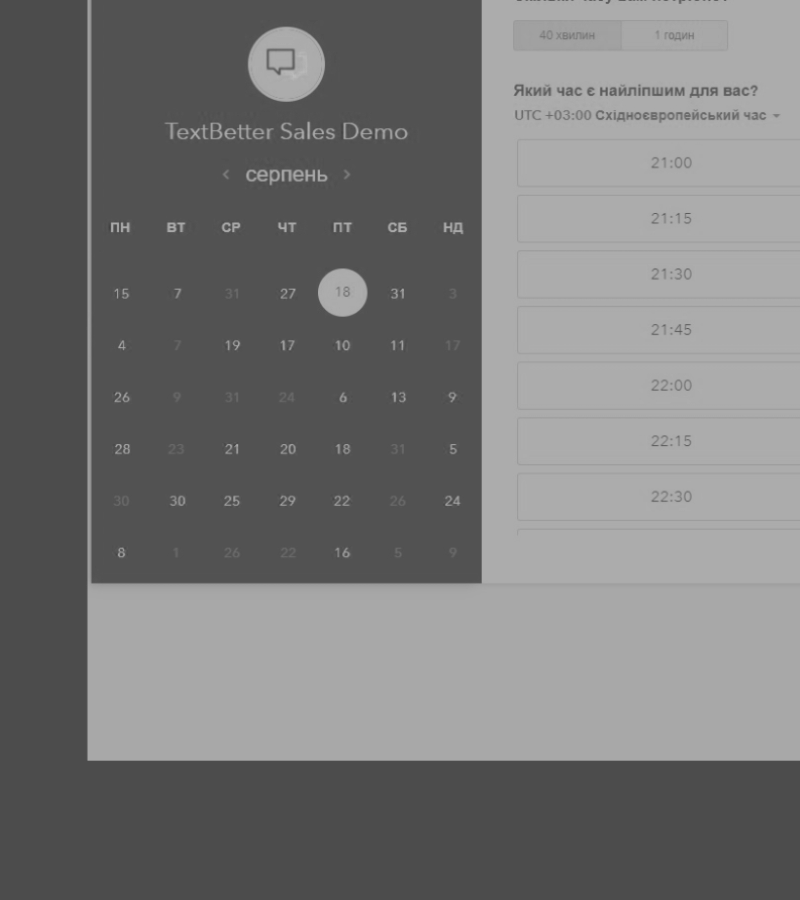 TextBetter Sales Demo
серпень
ПН ВТ СР ЧТ ПТ СБ НД
15 7 31 27 18 31 3
4 7 19 17 10 11 17
26 9 31 24 6 13 9
28 23 21 20 18 31 5
30 30 25 29 22 26 24
8 1 26 22 16 5 9
40 хвилин 1 годин
Який час є найліпшим для вас?
UTC +03:00 Східноєвропейський час
21:00
21:15
21:30
21:45
22:00
22:15
22:30